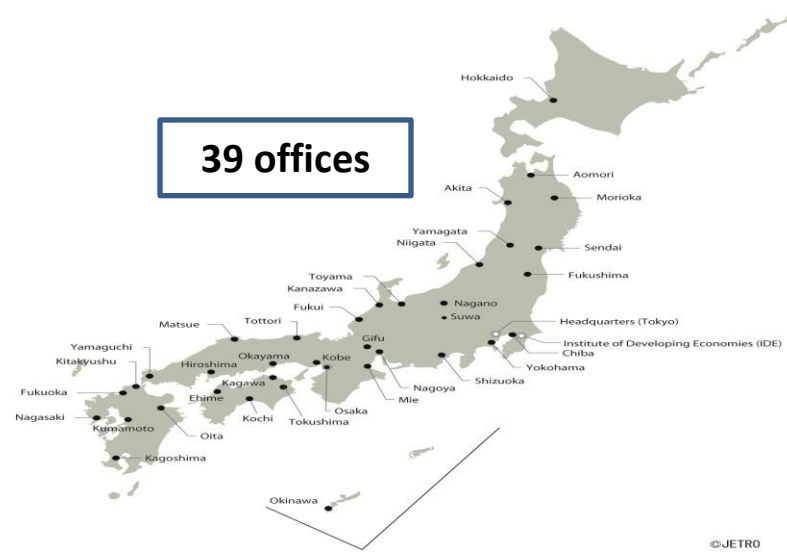 Hokkaido
39 offices
Aomori
Akita
Morioka
Yamagata
Niigata
Sendai
Toyama
Fukushima
Kanazawa
Nagano
Fukui
Suwa
Headquarters (Tokyo)
Matsue
Tottori
Gifu
Institute of Developing Economies (IDE)
Yamaguchi
Okayama
Kobe
Chiba
Kitakyushu
Hiroshima
Yokohama
Kagawa
Nagoya
Shizuoka
Fukuoka
Ehime
Mie
Osaka
Nagasaki
Kochi
Tokushima
Kumamoto
Oita
Kagoshima
Okinawa
©JETRO